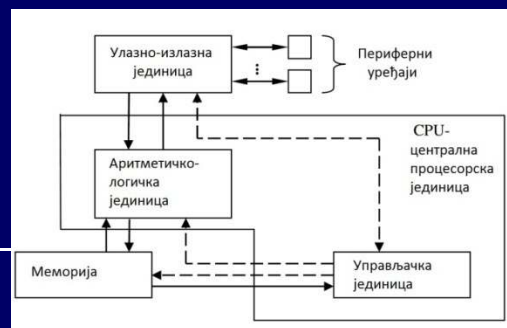 Улазно-излазна
јединица
Периферни
уређаји
CPU-
централна
процесорска
јединица
Аритметичко-
логичка
јединица
Меморија
Управљачка
јединица